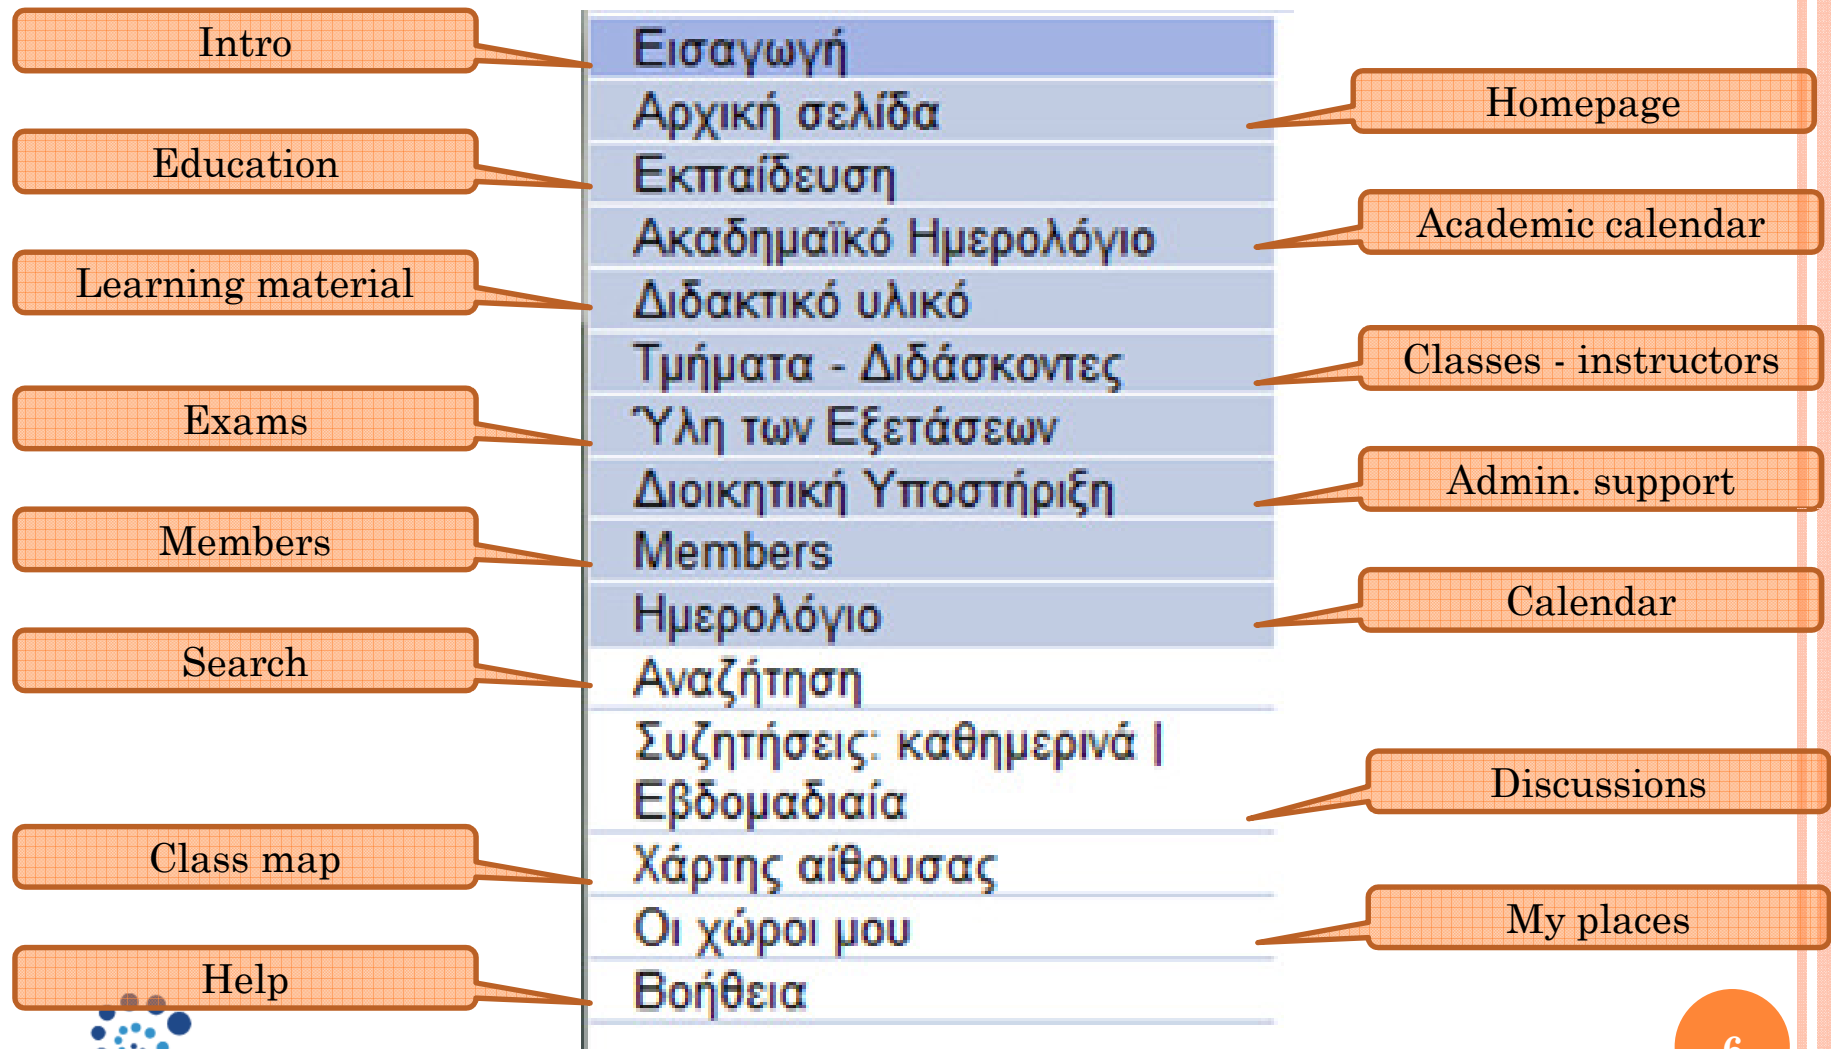 Intro
Εισαγωγή
Homepage
Αρχική σελίδα
Education
Εκπαίδευση
Academic calendar
Ακαδημαϊκό Ημερολόγιο
Learning material
Διδακτικό υλικό
Classes - instructors
Τμήματα - Διδάσκοντες
Exams
Ύλη των Εξετάσεων
Admin. support
Διοικητική Υποστήριξη
Members
Members
Calendar
Ημερολόγιο
Search
Αναζήτηση
Συζητήσεις: καθημερινά |
Εβδομαδιαία
Discussions
Class map
Χάρτης αίθουσας
My places
Οι χώροι μου
Help
Βοήθεια
6